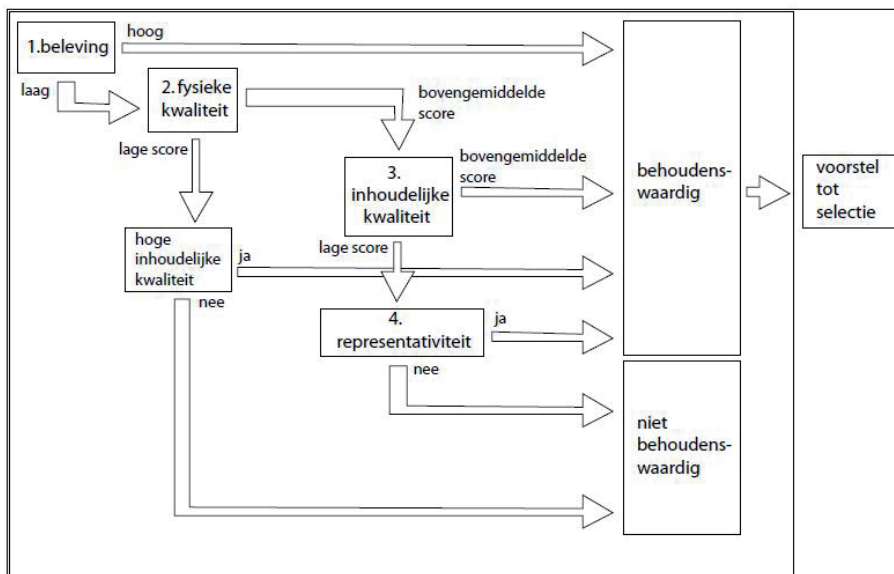 1.beleving
hoog
laag
2. fysieke
kwaliteit
bovengemiddelde
score
lage score
3.
inhoudelijke
kwaliteit
bovengemiddelde
score
behoudens-
waardig
voorstel
tot
selectie
hoge
inhoudelijke
kwaliteit
ja
lage score
nee
4.
representativiteit
ja
nee
niet
behoudens-
waardig